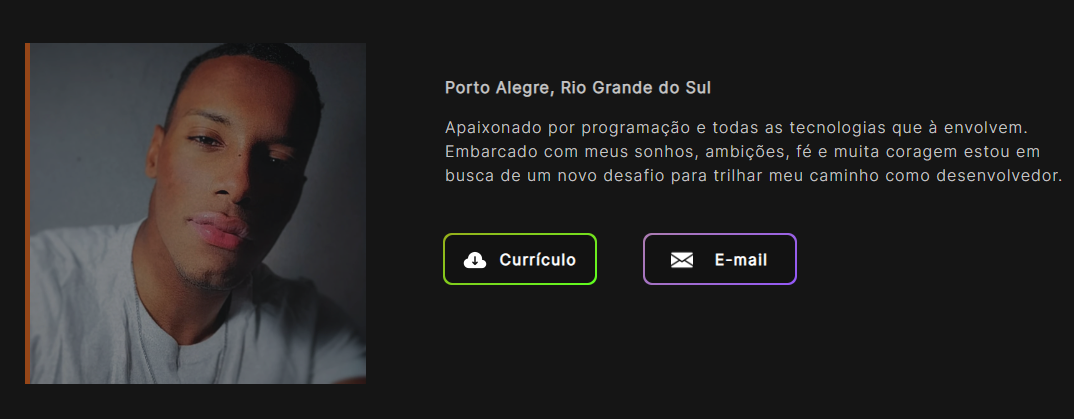 Porto Alegre, Rio Grande do Sul
Apaixonado por programação e todas as tecnologias que à envolvem.
Embarcado com meus sonhos, ambições, fé e muita coragem estou em
busca de um novo desafio para trilhar meu caminho como desenvolvedor.
Currículo
E-mail